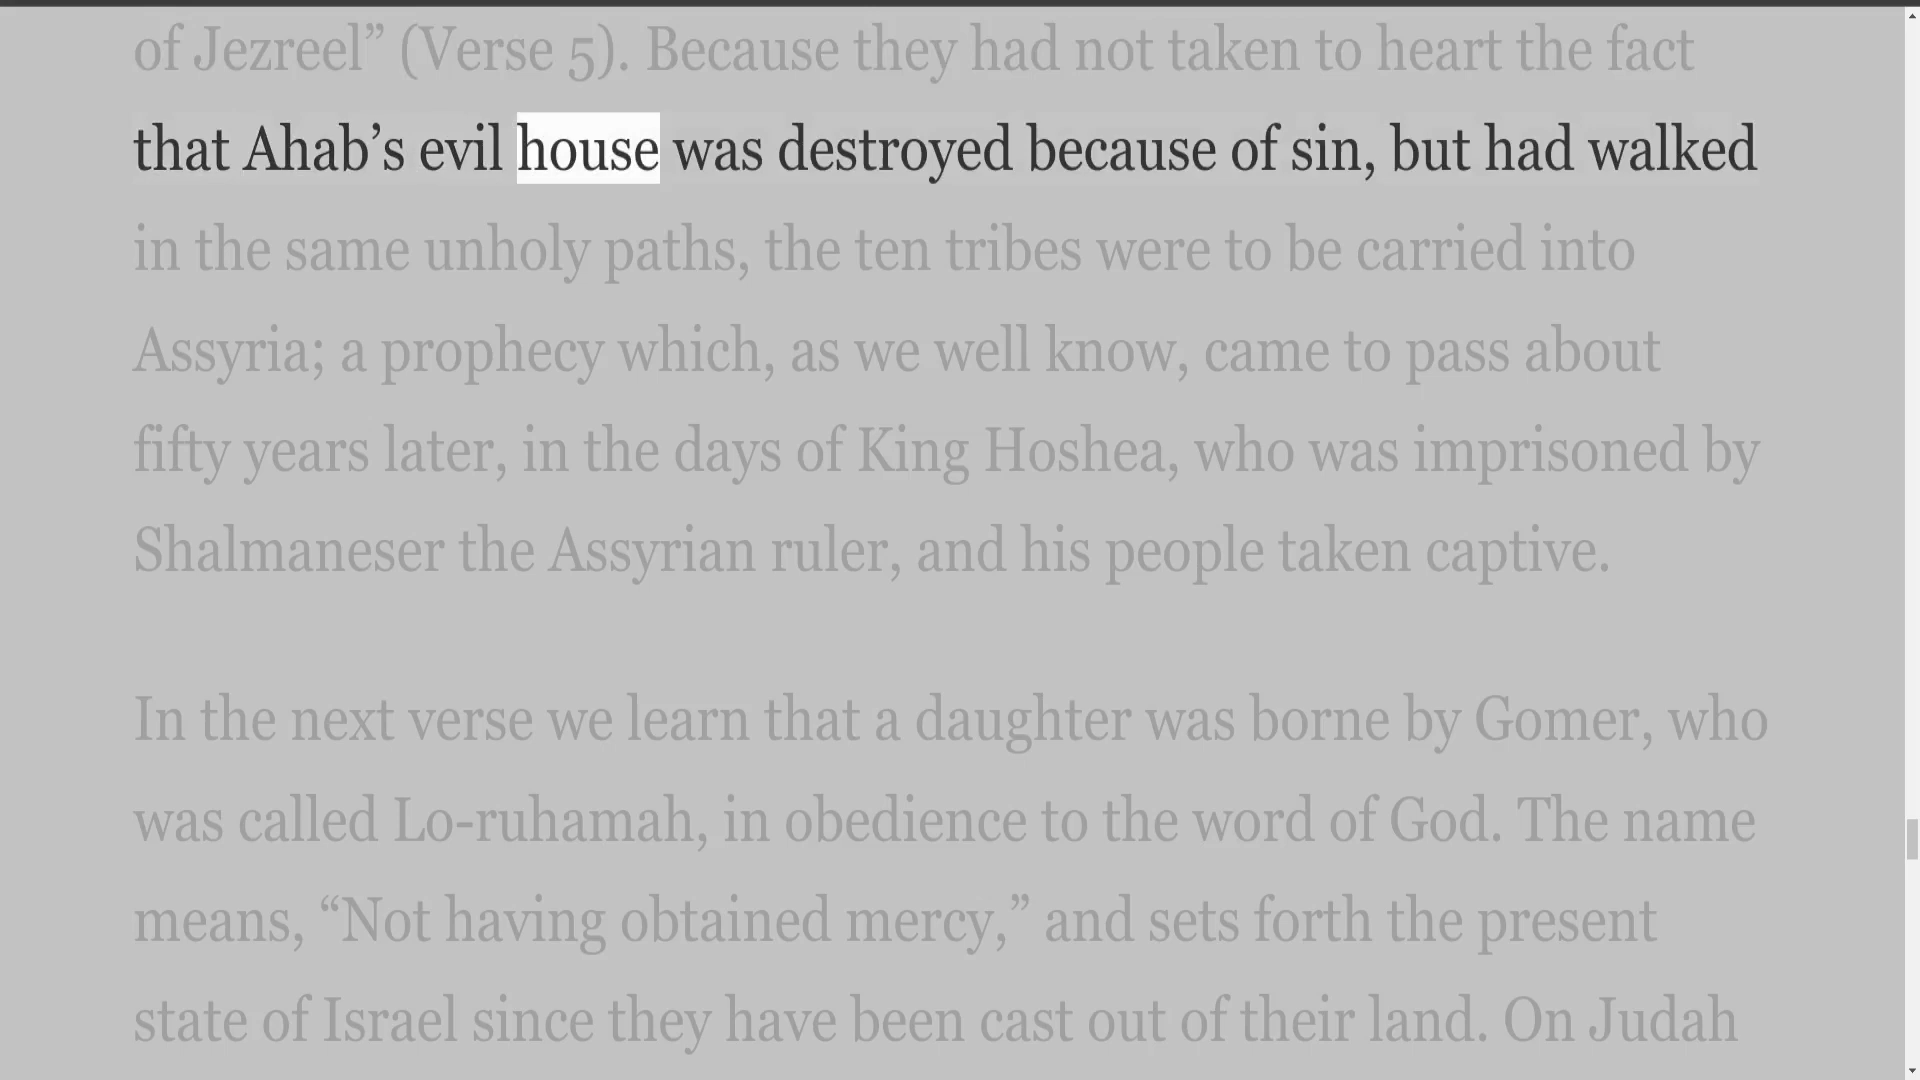 of Jezreel” (Verse 5). Because they had not taken to heart the fact
that Ahab’s evil house was destroyed because of sin, but had walked
in the same unholy paths, the ten tribes were to be carried into
Assyria; a prophecy which, as we well know, came to pass about
fifty years later, in the days of King Hoshea, who was imprisoned by
Shalmaneser the Assyrian ruler, and his people taken captive.
In the next verse we learn that a daughter was borne by Gomer, who
was called Lo-ruhamah, in obedience to the word of God. The name
means, “Not having obtained mercy,” and sets forth the present
state of Israel since they have been cast out of their land. On Judah